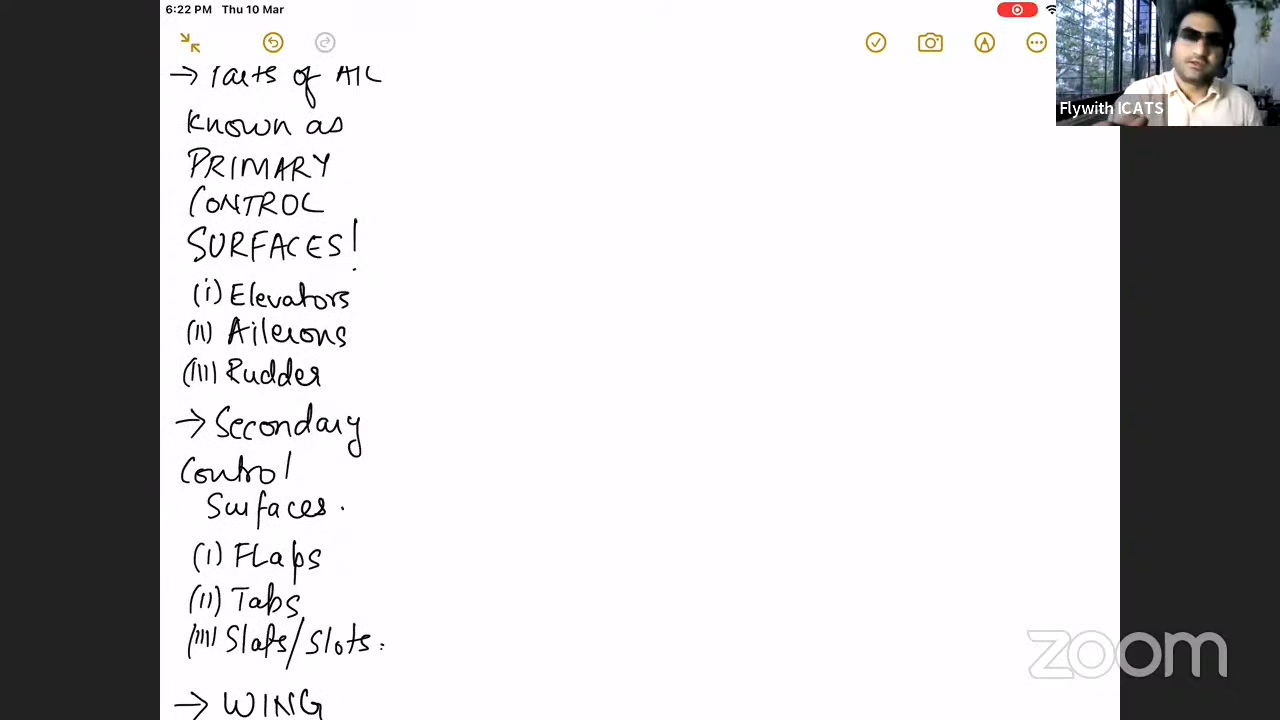 6:22 PM Thu 10 Mar
→ Parts of A/C
Known as
PRIMARY
CONTROL
SURFACES!
(i) Elevators
(ii) Ailerons
(iii) Rudder
→ Secondary
Control
Surfaces.
(i) FLaps
(ii) Tabs
(iii) Slats/Slots.
→ WING
Flywith ICATS
zoom